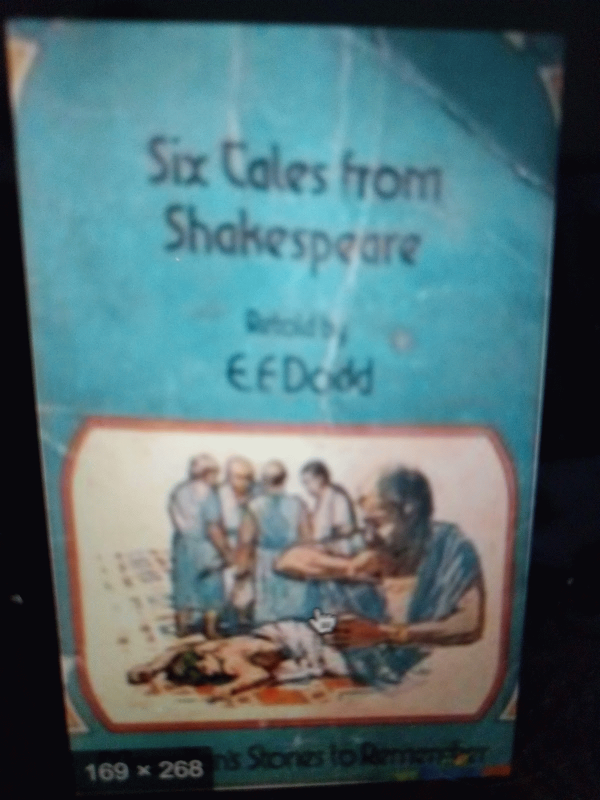 Six Tales from
Shakespeare
Retold by
E.F Dodd
Stories to Remember
169 × 268